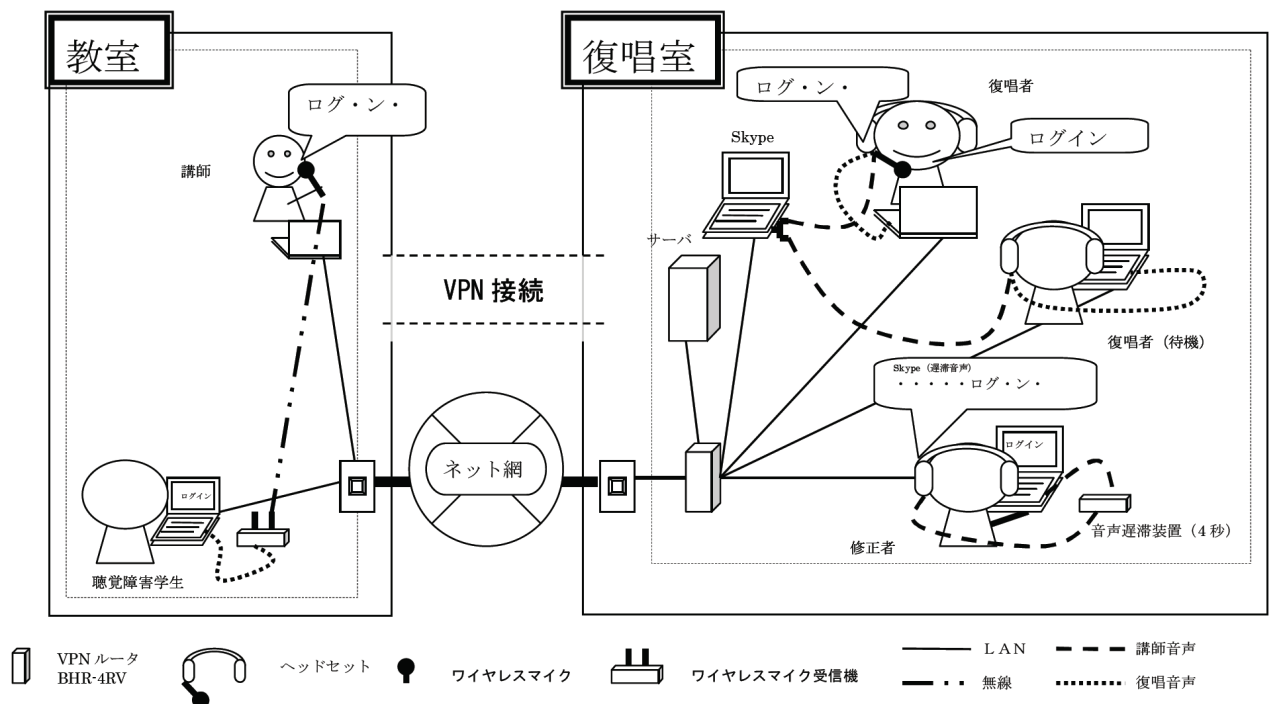 教室
ログ・ン・
講師
聴覚障害学生
ログイン
VPN 接続
ネット網
復唱室
ログ・ン・
復唱者
ログイン
Skype
サーバ
復唱者（待機）
Skype（遅滞音声）
・・・・・ログ・ン・
ログイン
修正者
音声遅滞装置（4 秒）
VPN ルータ
BHR-4RV
ヘッドセット
ワイヤレスマイク
ワイヤレスマイク受信機
ＬＡＮ
無線
講師音声
復唱音声